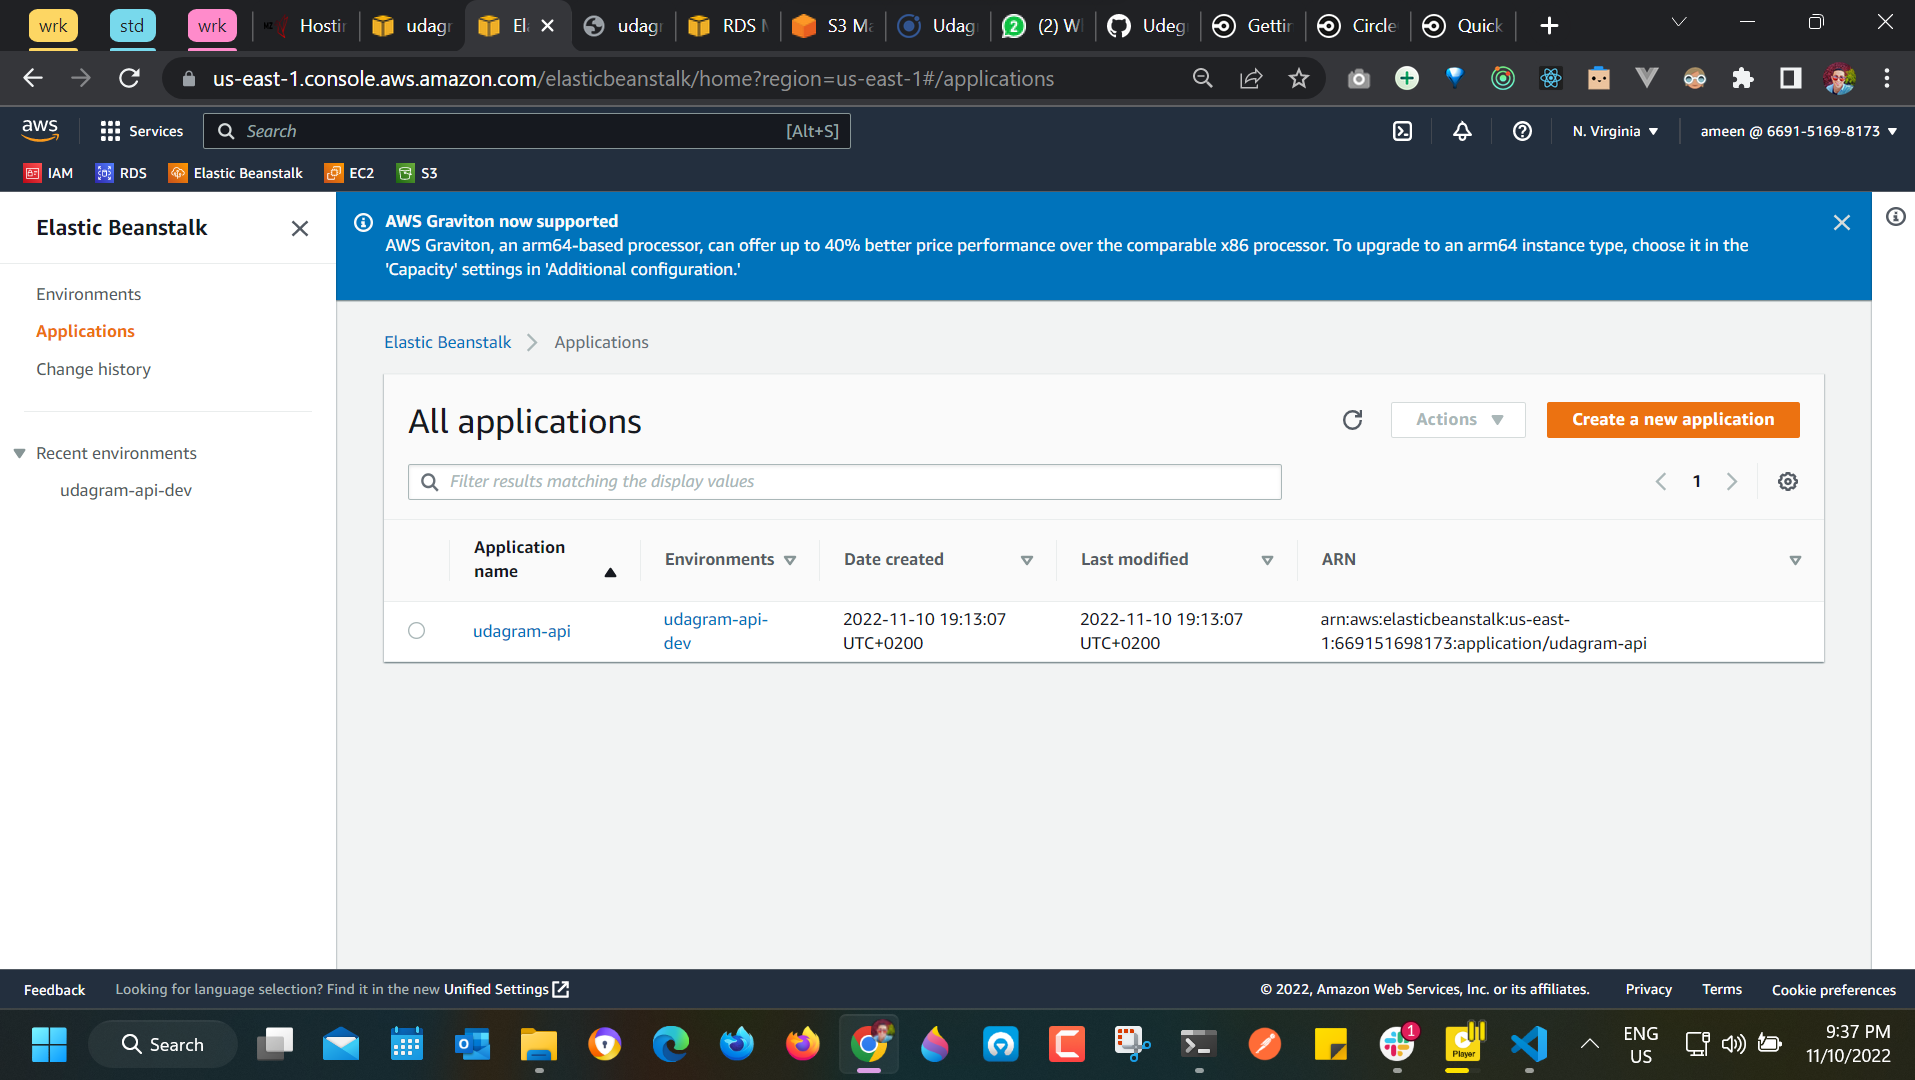 wrk
std
wrk
Hostin
udagr
El
udagr
RDS M
S3 Ma
Udag
(2) W
Udeg
Gettin
Circle
Quick
us-east-1.console.aws.amazon.com/elasticbeanstalk/home?region=us-east-1#/applications
aws
Services
Search
[Alt+S]
N. Virginia
ameen @ 6691-5169-8173
IAM
RDS
Elastic Beanstalk
EC2
S3
Elastic Beanstalk
Environments
Applications
Change history
Recent environments
udagram-api-dev
AWS Graviton now supported
AWS Graviton, an arm64-based processor, can offer up to 40% better price performance over the comparable x86 processor. To upgrade to an arm64 instance type, choose it in the
'Capacity' settings in 'Additional configuration.'
Elastic Beanstalk
Applications
All applications
Actions
Create a new application
Filter results matching the display values
1
Application
name
Environments
Date created
Last modified
ARN
udagram-api
udagram-api-
dev
2022-11-10 19:13:07
UTC+0200
2022-11-10 19:13:07
UTC+0200
arn:aws:elasticbeanstalk:us-east-
1:669151698173:application/udagram-api
Feedback
Looking for language selection? Find it in the new Unified Settings
© 2022, Amazon Web Services, Inc. or its affiliates.
Privacy
Terms
Cookie preferences
Search
1
Player
ENG
US
9:37 PM
11/10/2022